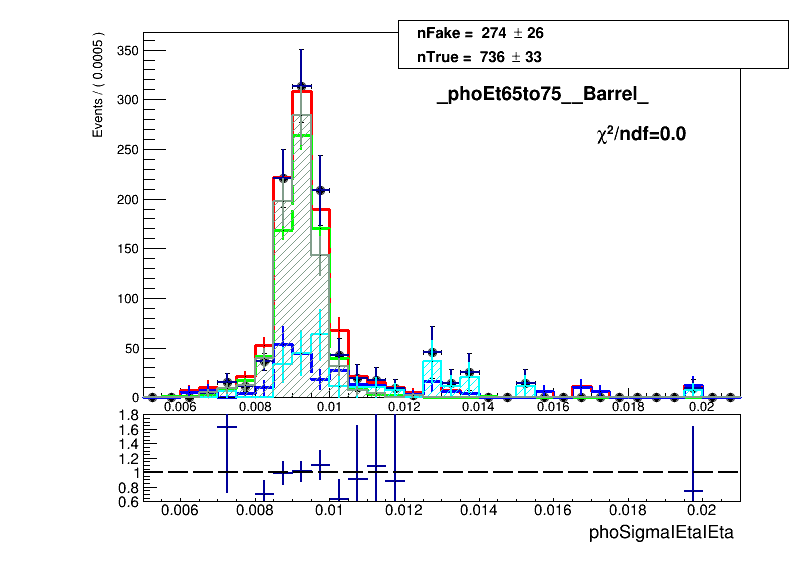 nFake = 274 ± 26
nTrue = 736 ± 33
_phoEt65to75__Barrel_
χ²/ndf=0.0
Events / ( 0.0005 )
350
300
250
200
150
100
50
0
0.006 0.008 0.01 0.012 0.014 0.016 0.018 0.02
1.8
1.6
1.4
1.2
1
0.8
0.6
0.006 0.008 0.01 0.012 0.014 0.016 0.018 0.02
phoSigmaIEtaIEta